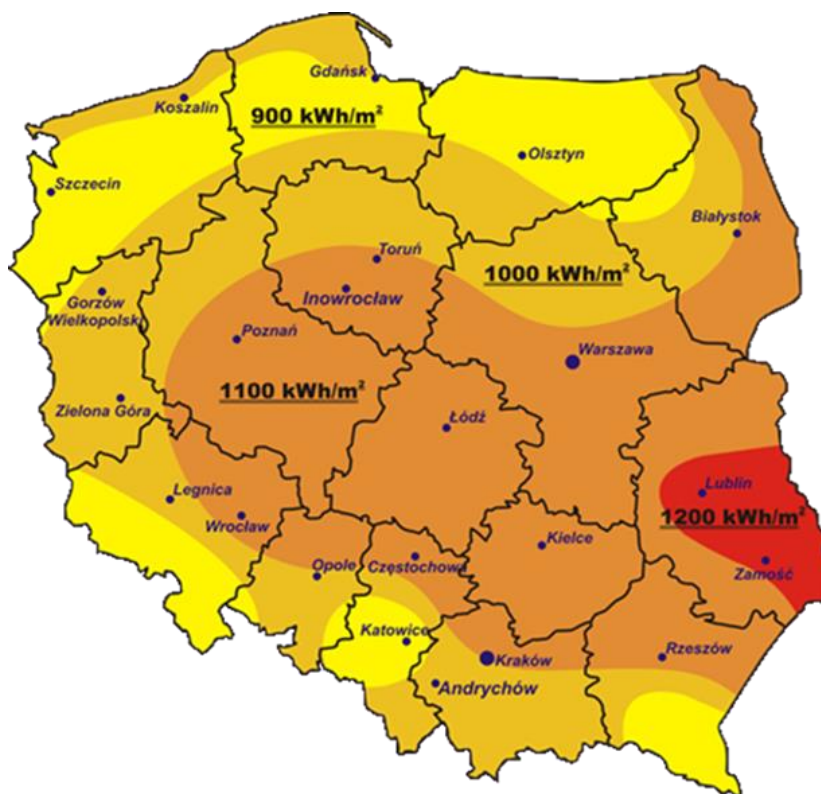 Gdańsk
Koszalin
900 kWh/m²
Olsztyn
Szczecin
Białystok
Toruń
1000 kWh/m²
Inowrocław
Gorzów
Wielkopolski
Poznań
Warszawa
1100 kWh/m²
Zielona Góra
Łódź
Lublin
Legnica
1200 kWh/m²
Wrocław
Kielce
Opole
Częstochowa
Zamość
Katowice
Kraków
Rzeszów
Andrychów